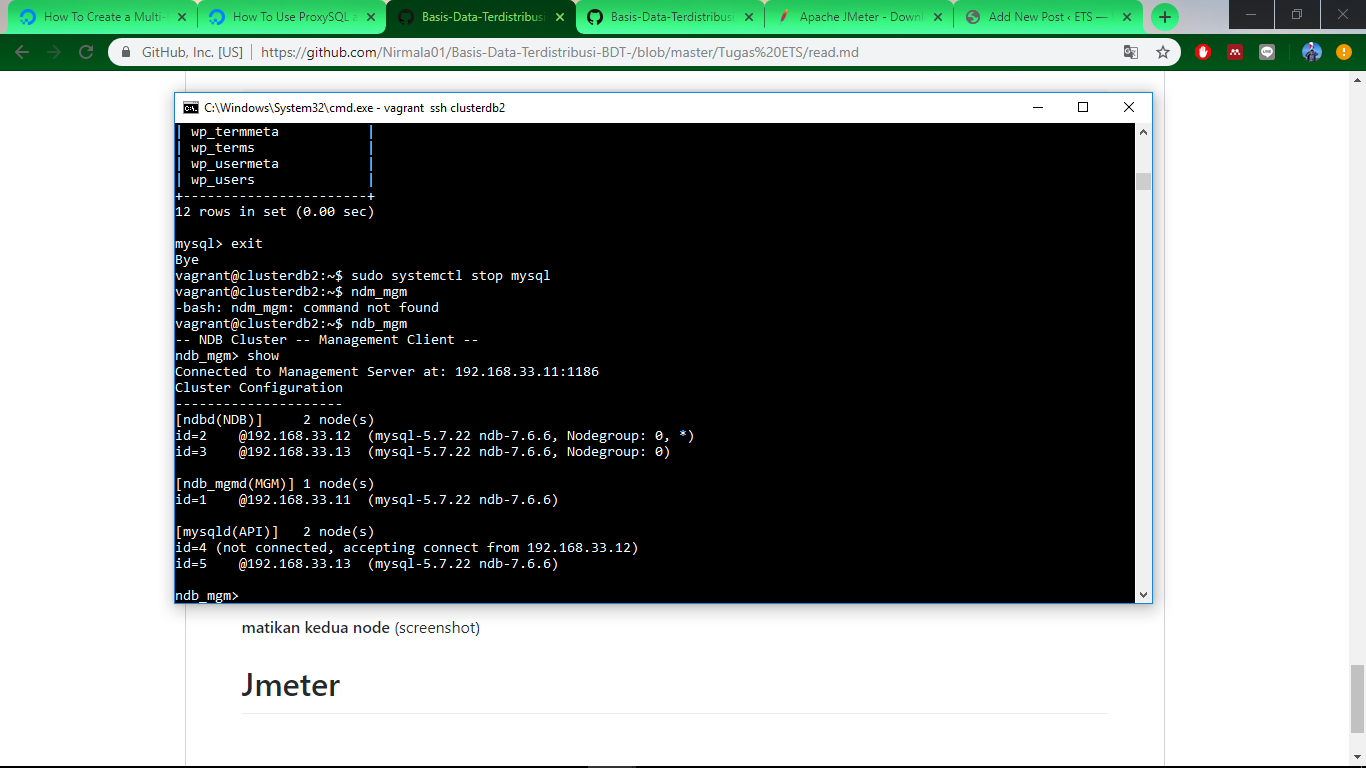 How To Create a Multi-
How To Use ProxySQL a
Basis-Data-Terdistribusi
Basis-Data-Terdistribus
Apache JMeter - Downl
Add New Post ‹ ETS —
GitHub, Inc. [US] | https://github.com/Nirmala01/Basis-Data-Terdistribusi-BDT-/blob/master/Tugas%20ETS/read.md
C:\Windows\System32\cmd.exe - vagrant ssh clusterdb2
| wp_termmeta |
| wp_terms |
| wp_usermeta |
| wp_users |
+-----------------------+
12 rows in set (0.00 sec)
mysql> exit
Bye
vagrant@clusterdb2:~$ sudo systemctl stop mysql
vagrant@clusterdb2:~$ ndm_mgm
-bash: ndm_mgm: command not found
vagrant@clusterdb2:~$ ndb_mgm
-- NDB Cluster -- Management Client --
ndb_mgm> show
Connected to Management Server at: 192.168.33.11:1186
Cluster Configuration
---------------------
[ndbd(NDB)] 2 node(s)
id=2 @192.168.33.12 (mysql-5.7.22 ndb-7.6.6, Nodegroup: 0, *)
id=3 @192.168.33.13 (mysql-5.7.22 ndb-7.6.6, Nodegroup: 0)
[ndb_mgmd(MGM)] 1 node(s)
id=1 @192.168.33.11 (mysql-5.7.22 ndb-7.6.6)
[mysqld(API)] 2 node(s)
id=4 (not connected, accepting connect from 192.168.33.12)
id=5 @192.168.33.13 (mysql-5.7.22 ndb-7.6.6)
ndb_mgm>
matikan kedua node (screenshot)
Jmeter